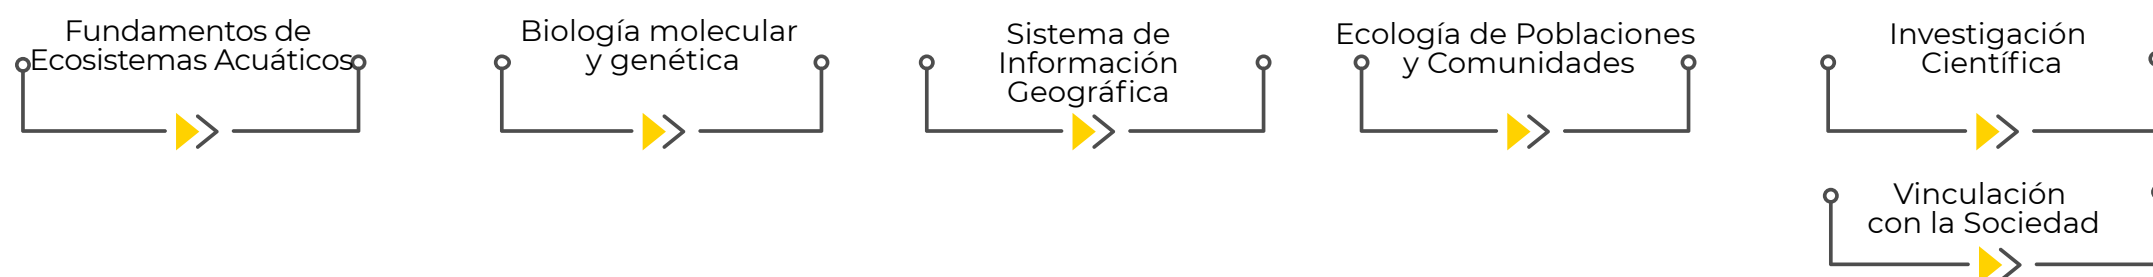 Fundamentos de
Ecosistemas Acuáticos
Biología molecular
y genética
Sistema de
Información
Geográfica
Ecología de Poblaciones
y Comunidades
Investigación
Científica
Vinculación
con la Sociedad